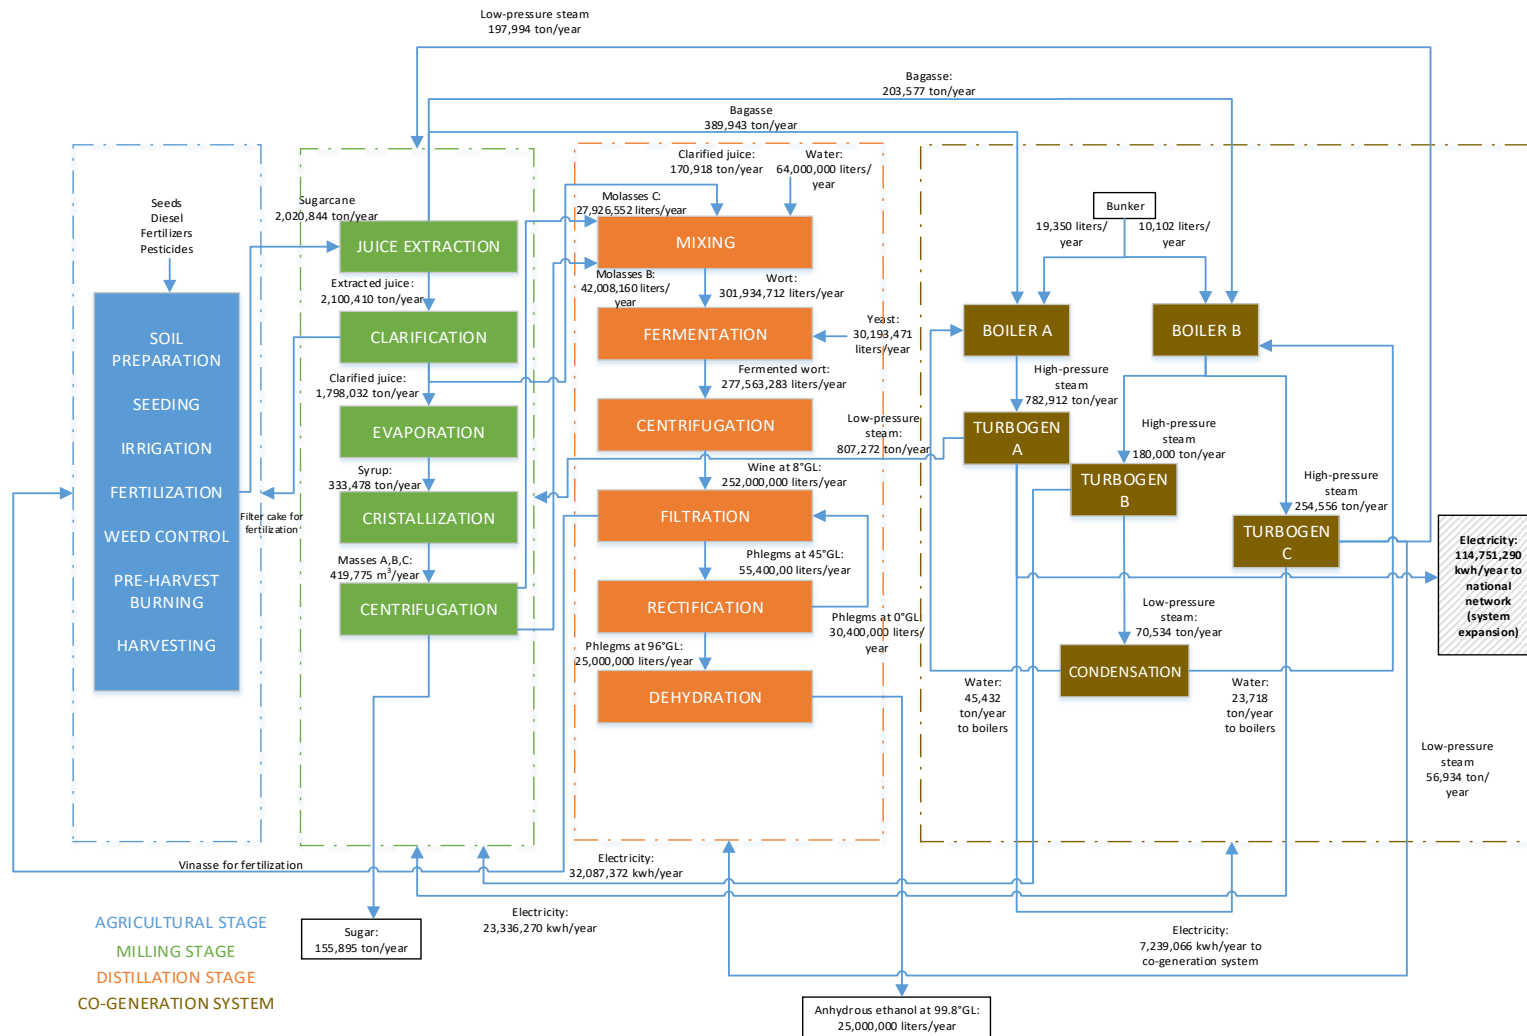 Low-pressure steam
197,994 ton/year
Bagasse:
203,577 ton/year
Bagasse
389,943 ton/year
Seeds
Diesel
Fertilizers
Pesticides
SOIL
PREPARATION
SEEDING
IRRIGATION
FERTILIZATION
WEED CONTROL
PRE-HARVEST
BURNING
HARVESTING
Sugarcane
2,020,844 ton/year
JUICE EXTRACTION
Extracted juice:
2,100,410 ton/year
CLARIFICATION
Filter cake for
fertilization
Clarified juice:
1,798,032 ton/year
EVAPORATION
Syrup:
333,478 ton/year
CRISTALLIZATION
Masses A,B,C:
419,775 m³/year
CENTRIFUGATION
Clarified juice:
170,918 ton/year
Water:
64,000,000 liters/
year
Molasses C:
27,926,552 liters/year
MIXING
Molasses B:
42,008,160 liters/
year
Wort:
301,934,712 liters/year
FERMENTATION
Yeast:
30,193,471
liters/year
Fermented wort:
277,563,283 liters/year
CENTRIFUGATION
Wine at 8°GL:
252,000,000 liters/year
FILTRATION
Phlegms at 45°GL:
55,400,00 liters/year
RECTIFICATION
Phlegms at 0°GL:
30,400,000 liters/
year
Phlegms at 96°GL:
25,000,000 liters/year
DEHYDRATION
Bunker
19,350 liters/
year
10,102 liters/
year
BOILER A
BOILER B
High-pressure
steam
782,912 ton/year
Low-pressure
steam:
807,272 ton/year
TURBOGEN
A
High-pressure
steam
180,000 ton/year
TURBOGEN
B
High-pressure
steam
254,556 ton/year
TURBOGEN
C
Low-pressure
steam:
70,534 ton/year
CONDENSATION
Water:
45,432
ton/year
to boilers
Water:
23,718
ton/year
to boilers
Electricity:
114,751,290
kwh/year to
national
network
(system
expansion)
Low-pressure
steam
56,934 ton/
year
Vinasse for fertilization
Electricity:
32,087,372 kwh/year
Electricity:
23,336,270 kwh/year
Electricity:
7,239,066 kwh/year to
co-generation system
Sugar:
155,895 ton/year
Anhydrous ethanol at 99.8°GL:
25,000,000 liters/year
AGRICULTURAL STAGE
MILLING STAGE
DISTILLATION STAGE
CO-GENERATION SYSTEM